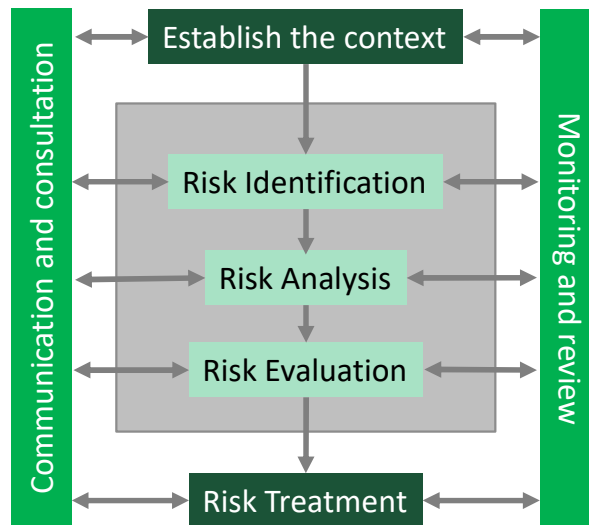 Establish the context
Communication and consultation
Monitoring and review
Risk Identification
Risk Analysis
Risk Evaluation
Risk Treatment